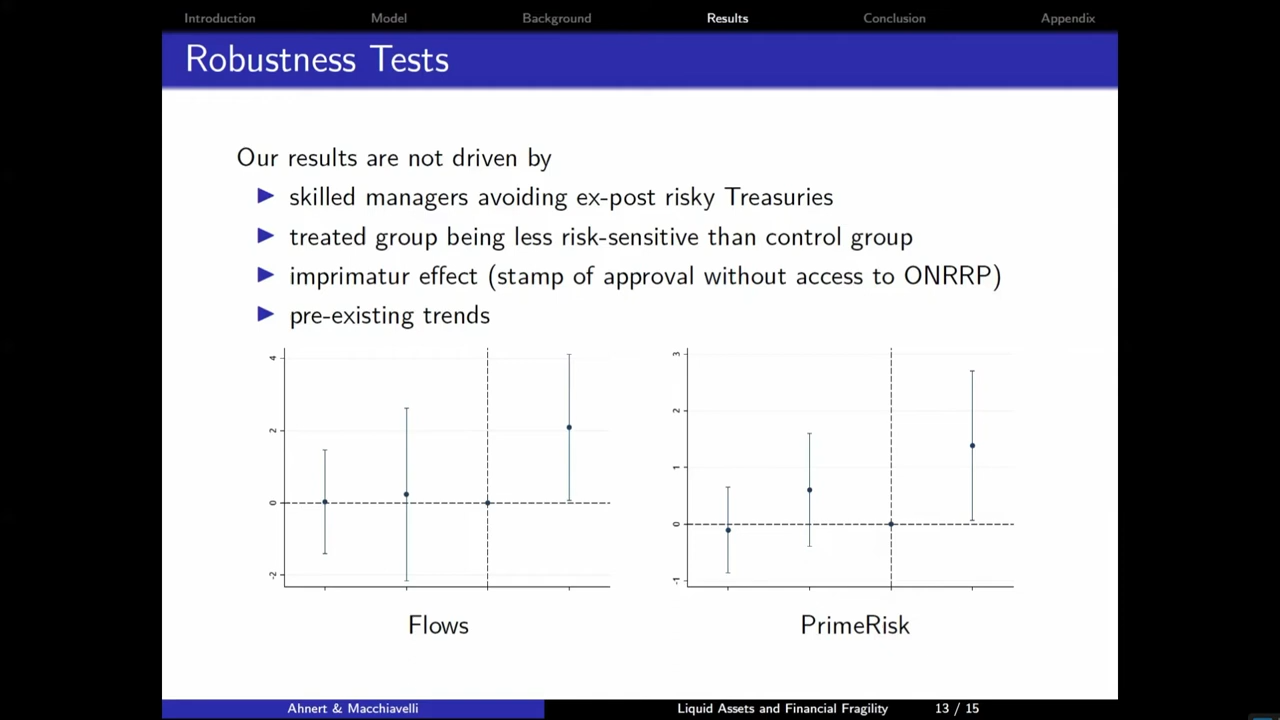 Introduction Model Background Results Conclusion Appendix
Robustness Tests
Our results are not driven by
skilled managers avoiding ex-post risky Treasuries
treated group being less risk-sensitive than control group
imprimatur effect (stamp of approval without access to ONRRP)
pre-existing trends
4
2
0
-2
3
2
1
0
-1
Flows
PrimeRisk
Ahnert & Macchiavelli
Liquid Assets and Financial Fragility
13 / 15